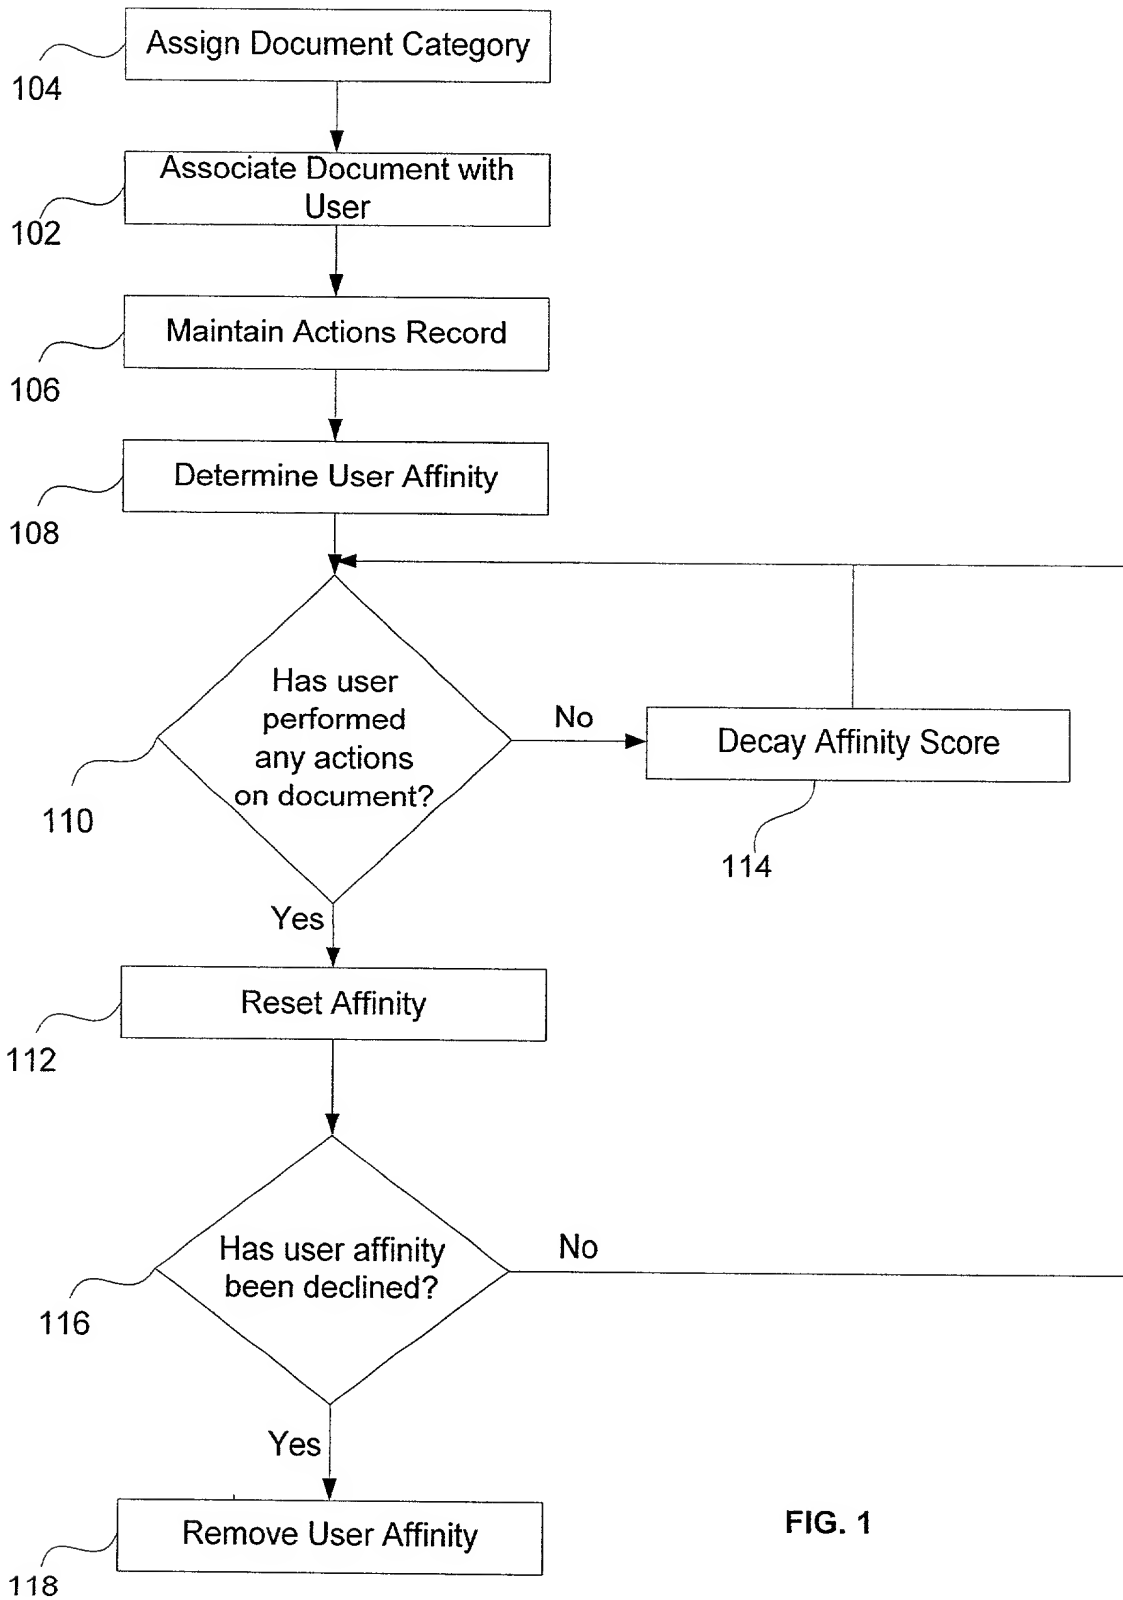 Assign Document Category
104
Associate Document with
User
102
Maintain Actions Record
106
Determine User Affinity
108
Has user
performed
any actions
on document?
110
No
Decay Affinity Score
114
Yes
Reset Affinity
112
Has user affinity
been declined?
116
No
Yes
Remove User Affinity
118
FIG. 1